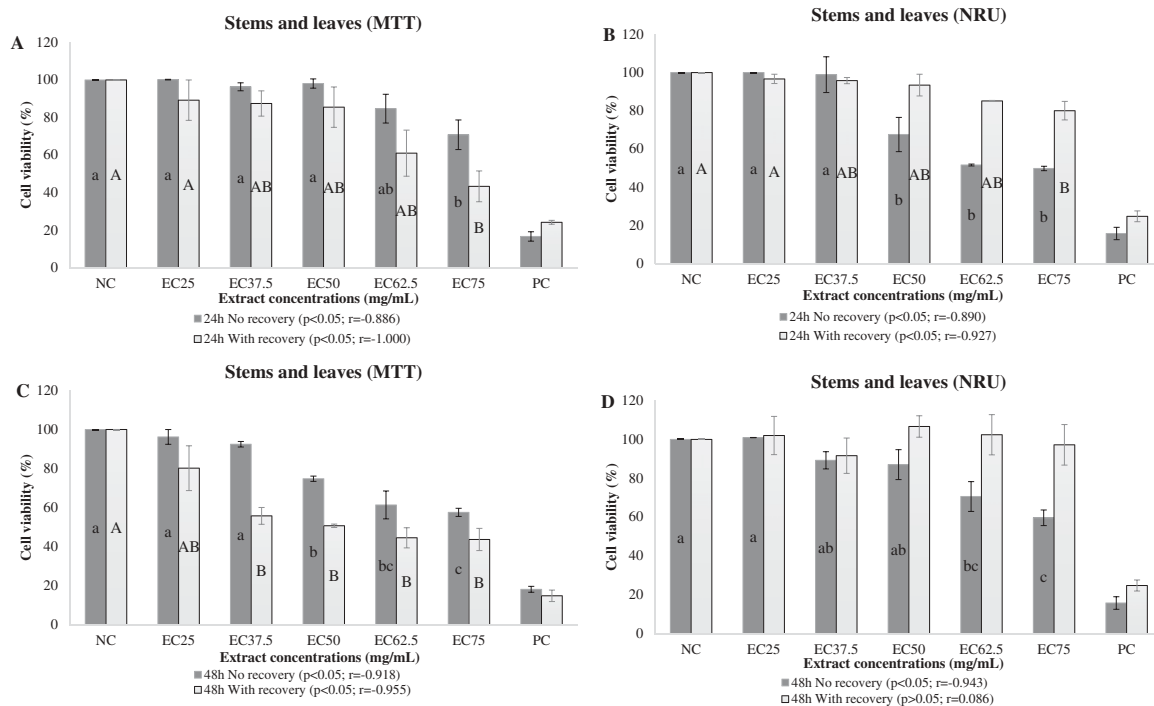 Stems and leaves (MTT)
A
120
100
80
60
40
20
0
Cell viability (%)
a A
a A
a AB
a AB
ab AB
b B
NC EC25 EC37.5 EC50 EC62.5 EC75 PC
Extract concentrations (mg/mL)
24h No recovery (p<0.05; r=-0.886)
24h With recovery (p<0.05; r=-1.000)
Stems and leaves (NRU)
B
120
100
80
60
40
20
0
Cell viability (%)
a A
a A
a AB
b AB
b AB
b B
NC EC25 EC37.5 EC50 EC62.5 EC75 PC
Extract concentrations (mg/mL)
24h No recovery (p<0.05; r=-0.890)
24h With recovery (p<0.05; r=-0.927)
Stems and leaves (MTT)
C
120
100
80
60
40
20
0
Cell viability (%)
a A
a AB
a B
b B
bc B
c B
NC EC25 EC37.5 EC50 EC62.5 EC75 PC
Extract concentrations (mg/mL)
48h No recovery (p<0.05; r=-0.918)
48h With recovery (p<0.05; r=-0.955)
Stems and leaves (NRU)
D
120
100
80
60
40
20
0
Cell viability (%)
a
a
ab
ab
bc
c
NC EC25 EC37.5 EC50 EC62.5 EC75 PC
Extract concentrations (mg/mL)
48h No recovery (p<0.05; r=-0.943)
48h With recovery (p>0.05; r=0.086)